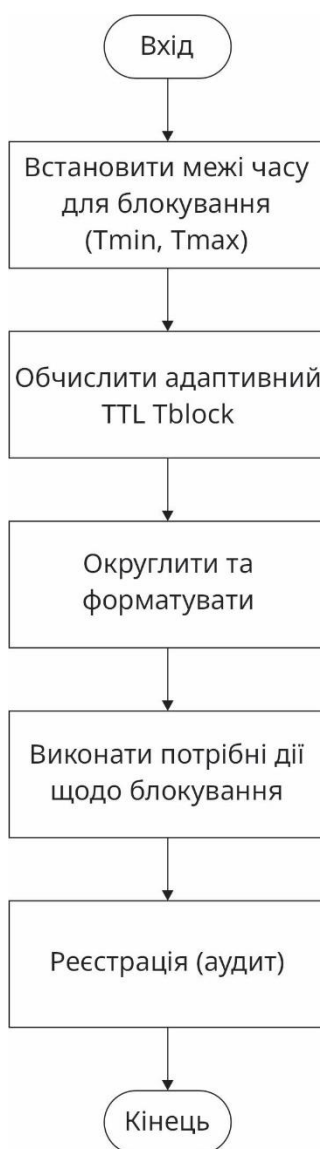 Вхід
Встановити межі часу
для блокування
(Tmin, Tmax)
Обчислити адаптивний
TTL Tblock
Округлити та
форматувати
Виконати потрібні дії
щодо блокування
Реєстрація (аудит)
Кінець